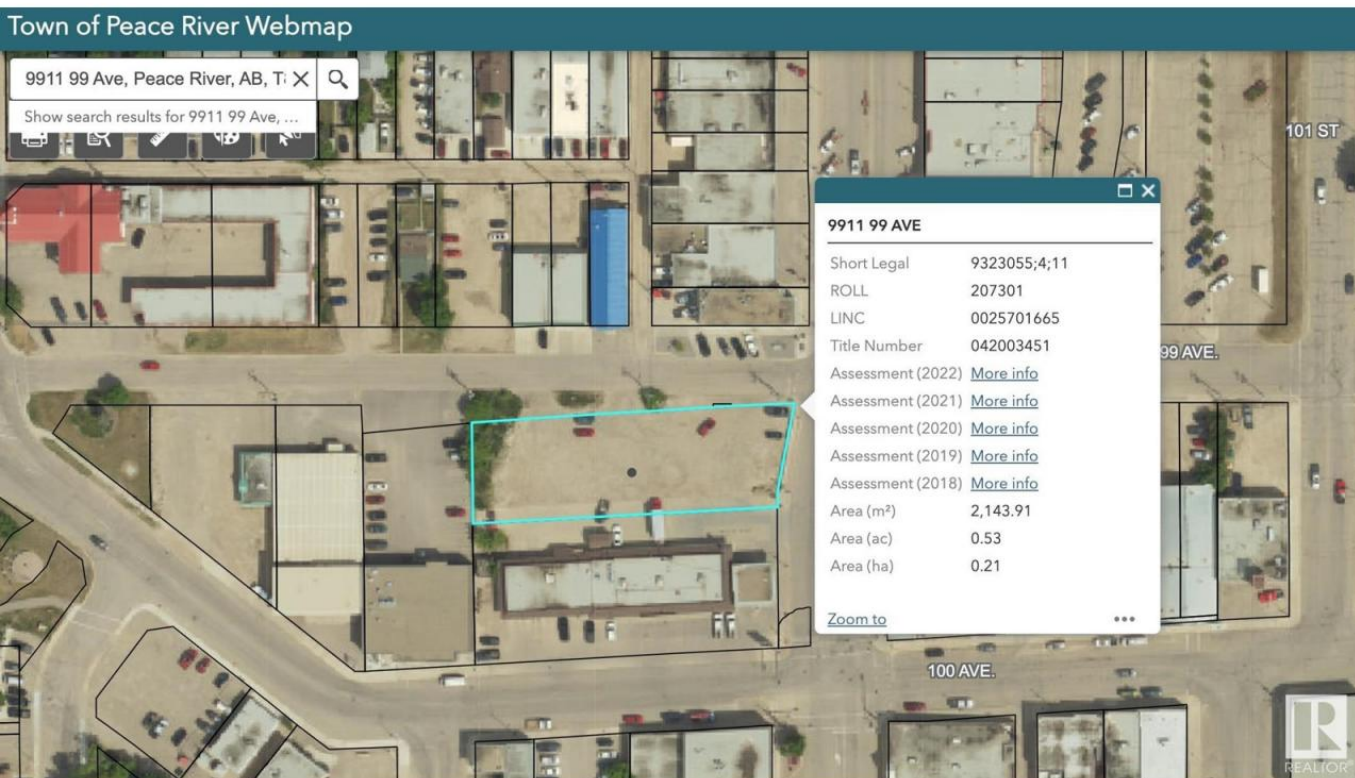 Town of Peace River Webmap
9911 99 Ave, Peace River, AB, T
Show search results for 9911 99 Ave, ...
101 ST
9911 99 AVE
Short Legal 9323055;4;11
ROLL 207301
LINC 0025701665
Title Number 042003451
99 AVE.
Assessment (2022) More info
Assessment (2021) More info
Assessment (2020) More info
Assessment (2019) More info
Assessment (2018) More info
Area (m²) 2,143.91
Area (ac) 0.53
Area (ha) 0.21
Zoom to
100 AVE.
R
REALTOR